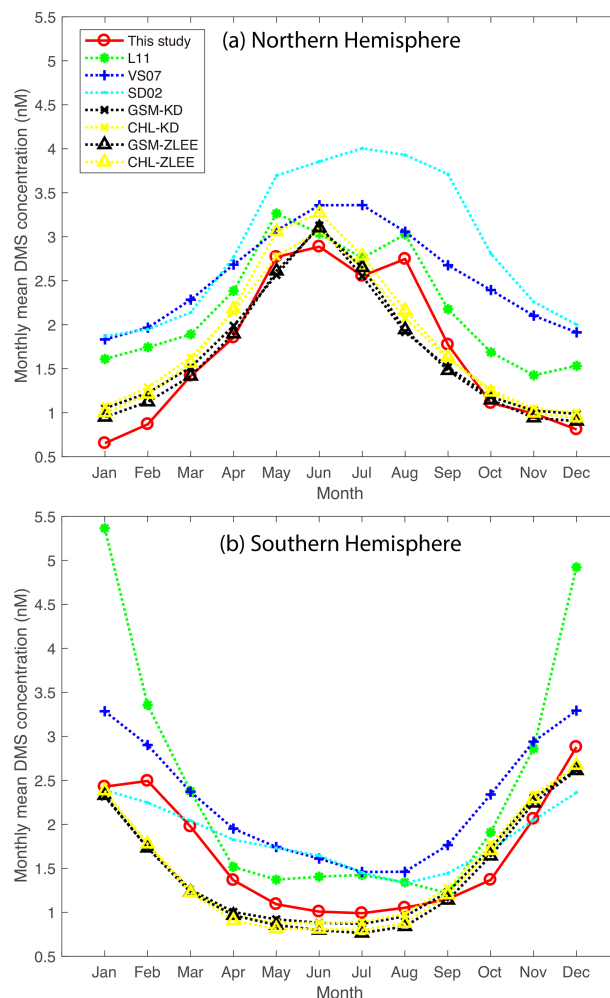 (a) Northern Hemisphere
This study
L11
VS07
SD02
GSM-KD
CHL-KD
GSM-ZLEE
CHL-ZLEE
Monthly mean DMS concentration (nM)
5.5
5
4.5
4
3.5
3
2.5
2
1.5
1
0.5
Jan Feb Mar Apr May Jun Jul Aug Sep Oct Nov Dec
Month
(b) Southern Hemisphere
Monthly mean DMS concentration (nM)
5.5
5
4.5
4
3.5
3
2.5
2
1.5
1
0.5
Jan Feb Mar Apr May Jun Jul Aug Sep Oct Nov Dec
Month